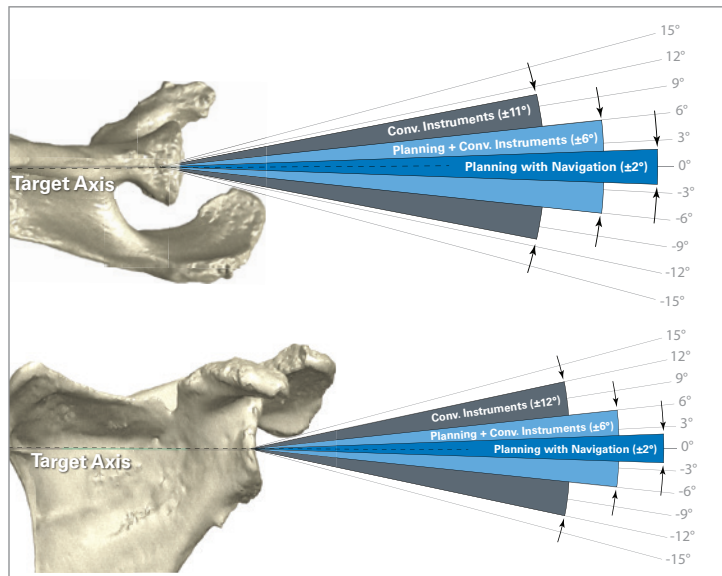 15°
12°
9°
Conv. Instruments (±11°)
6°
Planning + Conv. Instruments (±6°)
3°
Planning with Navigation (±2°)
0°
Target Axis
-3°
-6°
-9°
-12°
-15°
15°
12°
9°
Conv. Instruments (±12°)
6°
Planning + Conv. Instruments (±6°)
3°
Planning with Navigation (±2°)
0°
Target Axis
-3°
-6°
-9°
-12°
-15°